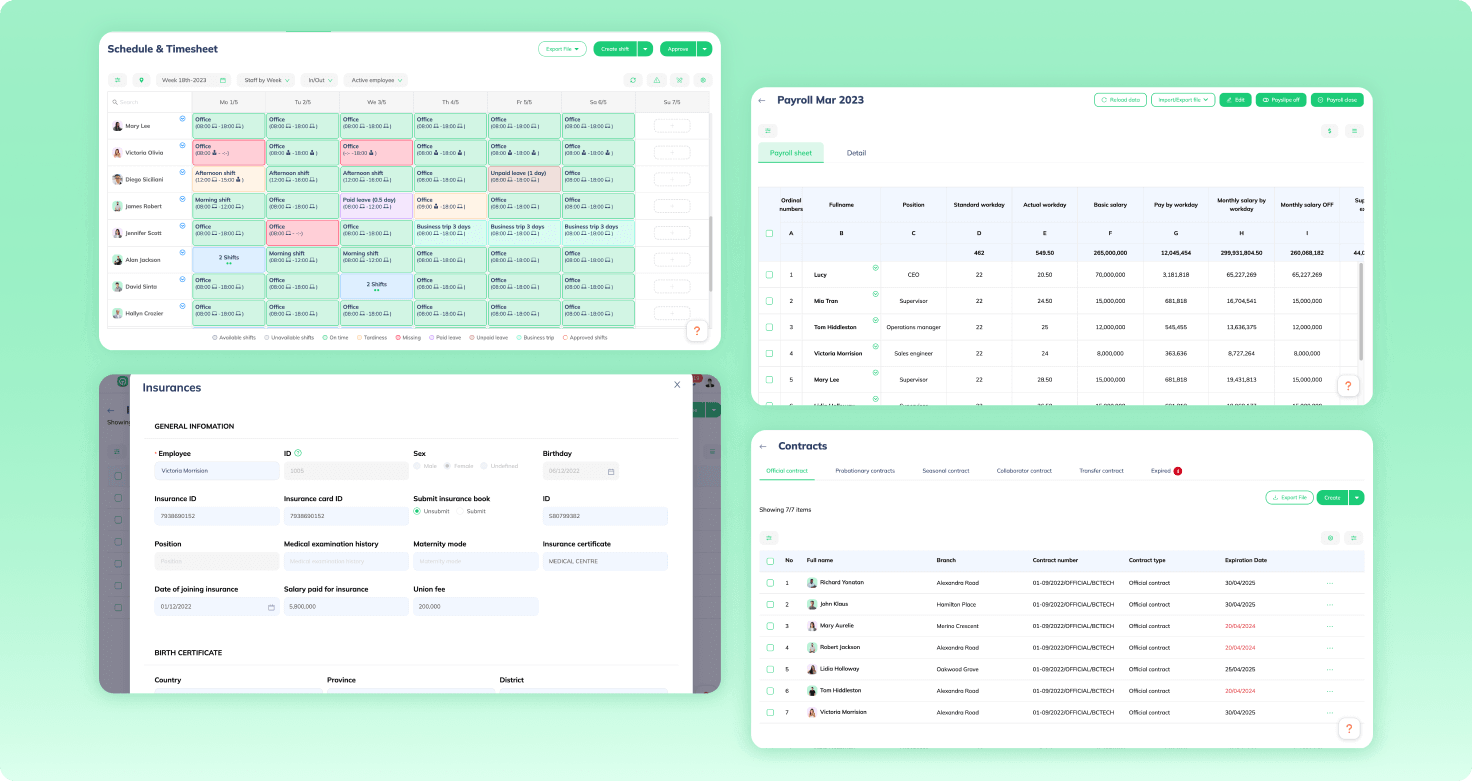 Schedule & Timesheet
Export File
Create shift
Approve
Week 18th-2023
Staff by Week
In/Out
Active employee
Search
Mo 1/5
Tu 2/5
We 3/5
Th 4/5
Fr 5/5
Sa 6/5
Su 7/5
Mary Lee
Office Office Office Office Office Office
(08:00 -18:00 ) (08:00 -18:00 ) (08:00 -18:00 ) (08:00 -18:00 ) (08:00 -18:00 ) (08:00 -18:00 )
Victoria Olivia
Office Office Office Office Office Office
(08:00 - --:--) (08:00 -18:00 ) (--:-- -18:00 ) (08:00 -18:00 ) (08:00 -18:00 ) (08:00 -18:00 )
Diego Siciliani
Afternoon shift Afternoon shift Afternoon shift Office Unpaid leave (1 day) Office
(12:00 -15:00 ) (12:00 -16:00 ) (12:00 -16:00 ) (08:00 -18:00 ) (08:00 -18:00 ) (08:00 -18:00 )
James Robert
Morning shift Office Paid leave (0.5 day) Office Office Office
(08:00 -18:00 ) (08:00 -18:00 ) (08:00 -12:00 ) (08:00 -18:00 ) (08:00 -18:00 ) (08:00 -18:00 )
Jennifer Scott
Office Office Office Business trip 3 days Business trip 3 days Business trip 3 days
(08:00 -18:00 ) (08:00 - --:--) (08:00 -18:00 ) (08:00 -18:00 ) (08:00 -18:00 ) (08:00 -18:00 )
Alan Jackson
2 Shifts Morning shift Morning shift Office Office Office
(08:00 -12:00 ) (08:00 -12:00 ) (08:00 -18:00 ) (08:00 -18:00 ) (08:00 -18:00 )
David Sinta
Office Office 2 Shifts Office Office Office
(08:00 -18:00 ) (08:00 -18:00 ) (08:00 -18:00 ) (08:00 -18:00 ) (08:00 -18:00 )
Hollyn Crozier
Office Office Office Office Office Office
(08:00 -18:00 ) (08:00 -18:00 ) (08:00 -18:00 ) (08:00 -18:00 ) (08:00 -18:00 ) (08:00 -18:00 )
?
Available shifts Unavailable shifts On time Tardiness Missing Paid leave Unpaid leave Business trip Approved shifts
Payroll Mar 2023
Reload data
Import/Export file
Edit
Payslips off
Payroll close
$
Payroll sheet
Detail
Ordinal numbers Fullname Position Standard workday Actual workday Basic salary Pay by workday Monthly salary by workday Monthly salary OFF
A B C D E F G H I
462 549.50 265,000,000 12,045,454 299,931,804.50 260,068,182
1 Lucy CEO 22 20.50 70,000,000 3,181,818 65,227,269 65,227,269
2 Mia Tran Supervisor 22 24.50 15,000,000 681,818 16,704,541 15,000,000
3 Tom Hiddleston Operations manager 22 25 12,000,000 545,455 13,636,375 12,000,000
4 Victoria Morrision Sales engineer 22 24 8,000,000 363,636 8,727,264 8,000,000
5 Mary Lee Supervisor 22 28.50 15,000,000 681,818 19,431,813 15,000,000
?
Insurances
X
Showing
GENERAL INFOMATION
* Employee ID Sex Birthday
Victoria Morrision 1005 Male Female Undefined 06/12/2022
Insurance ID Insurance card ID Submit insurance book ID
7938690152 7938690152 Unsubmit Submit 580799382
Position Medical examination history Maternity mode Insurance certificate
Position Medical examination history Maternity mode MEDICAL CENTRE
Date of joining insurance Salary paid for insurance Union fee
01/12/2022 5,800,000 200,000
BIRTH CERTIFICATE
Country Province District
Contracts
Official contract
Probationary contracts
Seasonal contract
Collaborator contract
Transfer contract
Expired
Export File
Create
Showing 7/7 items
No Full name Branch Contract number Contract type Expiration Date
1 Richard Yonatan Alexandra Road 01-09/2022/OFFICIAL/BCTECH Official contract 30/04/2025 ...
2 John Klaus Hamilton Place 01-09/2022/OFFICIAL/BCTECH Official contract 30/04/2025 ...
3 Mary Aurelie Merina Crescent 01-09/2022/OFFICIAL/BCTECH Official contract 20/04/2024 ...
4 Robert Jackson Alexandra Road 01-09/2022/OFFICIAL/BCTECH Official contract 20/04/2024 ...
5 Lidia Holloway Oakwood Grove 01-09/2022/OFFICIAL/BCTECH Official contract 25/04/2025 ...
6 Tom Hiddleston Alexandra Road 01-09/2022/OFFICIAL/BCTECH Official contract 20/04/2024 ...
7 Victoria Morrision Alexandra Road 01-09/2022/OFFICIAL/BCTECH Official contract 30/04/2025 ...
?